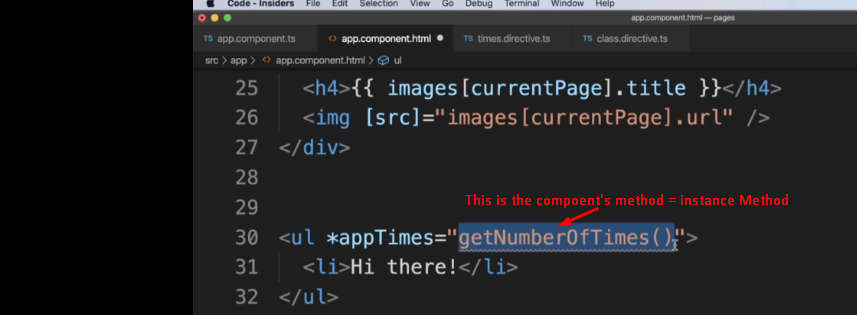 Code - Insiders File Edit Selection View Go Debug Terminal Window Help
app.component.html — pages
TS app.component.ts <> app.component.html TS times.directive.ts TS class.directive.ts
src > app > <> app.component.html > ul
25 <h4>{{ images[currentPage].title }}</h4>
26 <img [src]="images[currentPage].url" />
27 </div>
28
This is the compoent's method = instance Method
29
30 <ul *appTimes="getNumberOfTimes()">
31 <li>Hi there!</li>
32 </ul>